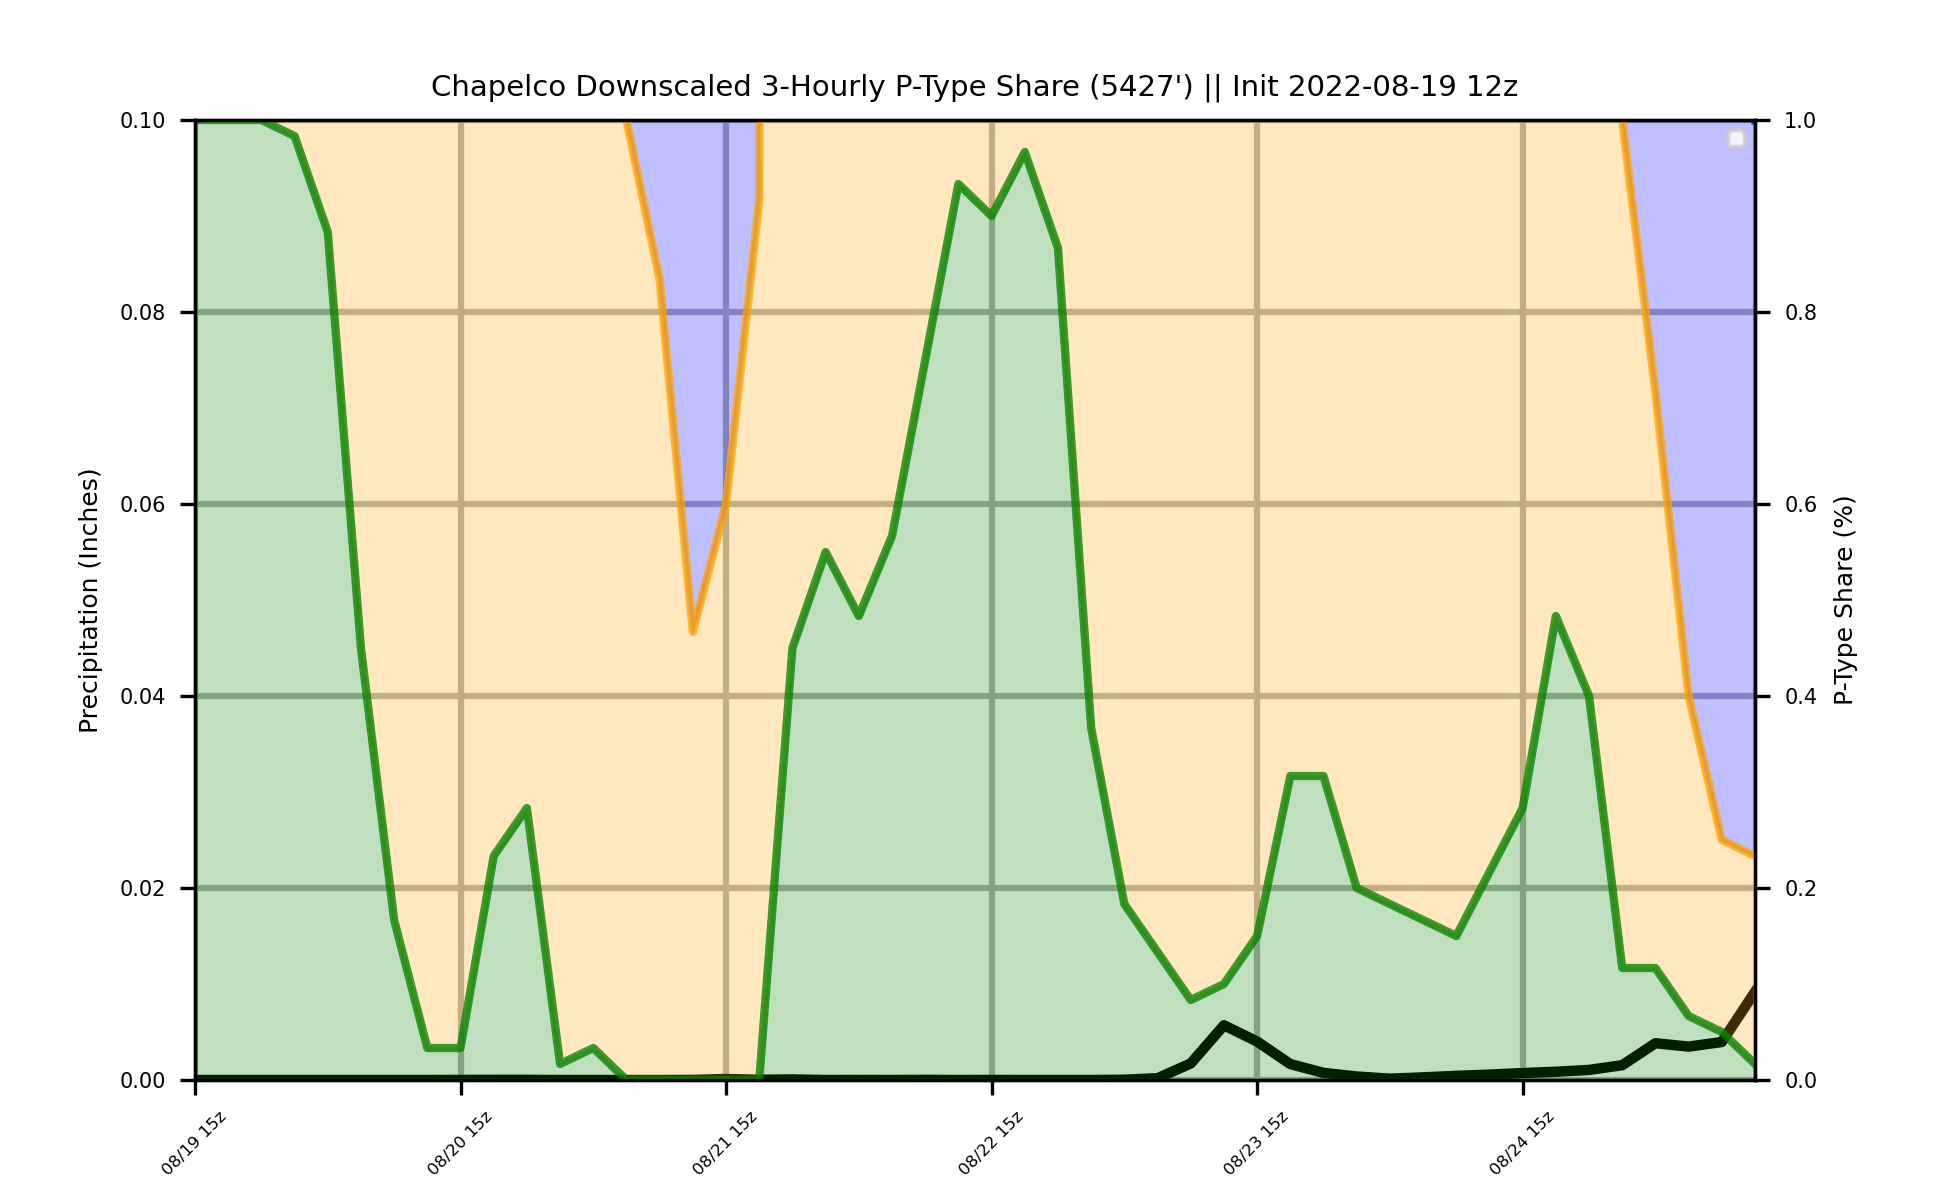 Chapelco Downscaled 3-Hourly P-Type Share (5427') || Init 2022-08-19 12z
0.10
0.08
0.06
0.04
0.02
0.00
Precipitation (Inches)
1.0
0.8
0.6
0.4
0.2
0.0
P-Type Share (%)
08/19 15z
08/20 15z
08/21 15z
08/22 15z
08/23 15z
08/24 15z